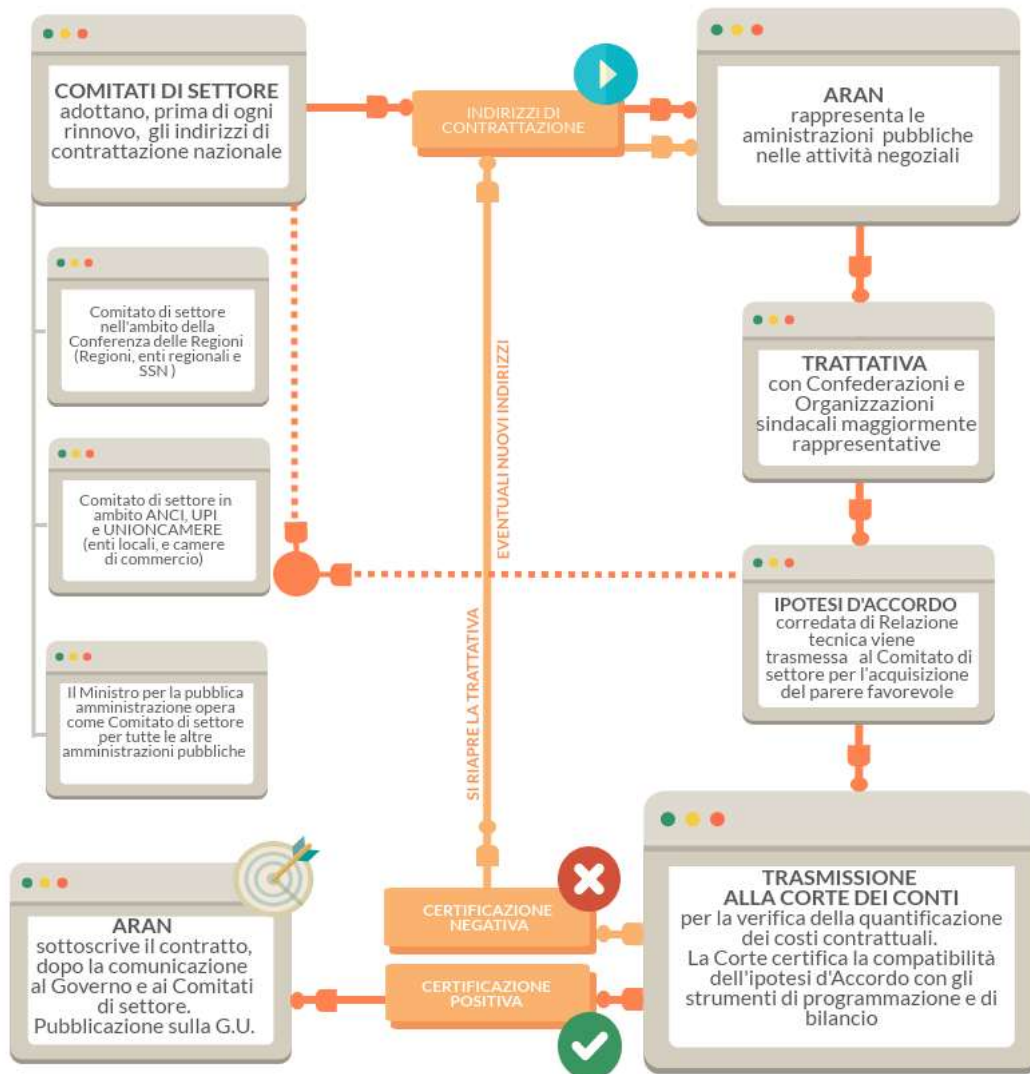 COMITATI DI SETTORE
adottano, prima di ogni
rinnovo, gli indirizzi di
contrattazione nazionale
INDIRIZZI DI
CONTRATTAZIONE
ARAN
rappresenta le
aministrazioni pubbliche
nelle attività negoziali
Comitato di settore
nell'ambito della
Conferenza delle Regioni
(Regioni, enti regionali e
SSN )
Comitato di settore in
ambito ANCI, UPI
e UNIONCAMERE
(enti locali, e camere
di commercio)
Il Ministro per la pubblica
amministrazione opera
come Comitato di settore
per tutte le altre
amministrazioni pubbliche
TRATTATIVA
con Confederazioni e
Organizzazioni
sindacali maggiormente
rappresentative
IPOTESI D'ACCORDO
corredata di Relazione
tecnica viene
trasmessa al Comitato di
settore per l'acquisizione
del parere favorevole
TRASMISSIONE
ALLA CORTE DEI CONTI
per la verifica della quantificazione
dei costi contrattuali.
La Corte certifica la compatibilità
dell'ipotesi d'Accordo con gli
strumenti di programmazione e di
bilancio
CERTIFICAZIONE
NEGATIVA
SI RIAPRE LA TRATTATIVA
EVENTUALI NUOVI INDIRIZZI
CERTIFICAZIONE
POSITIVA
ARAN
sottoscrive il contratto,
dopo la comunicazione
al Governo e ai Comitati
di settore.
Pubblicazione sulla G.U.